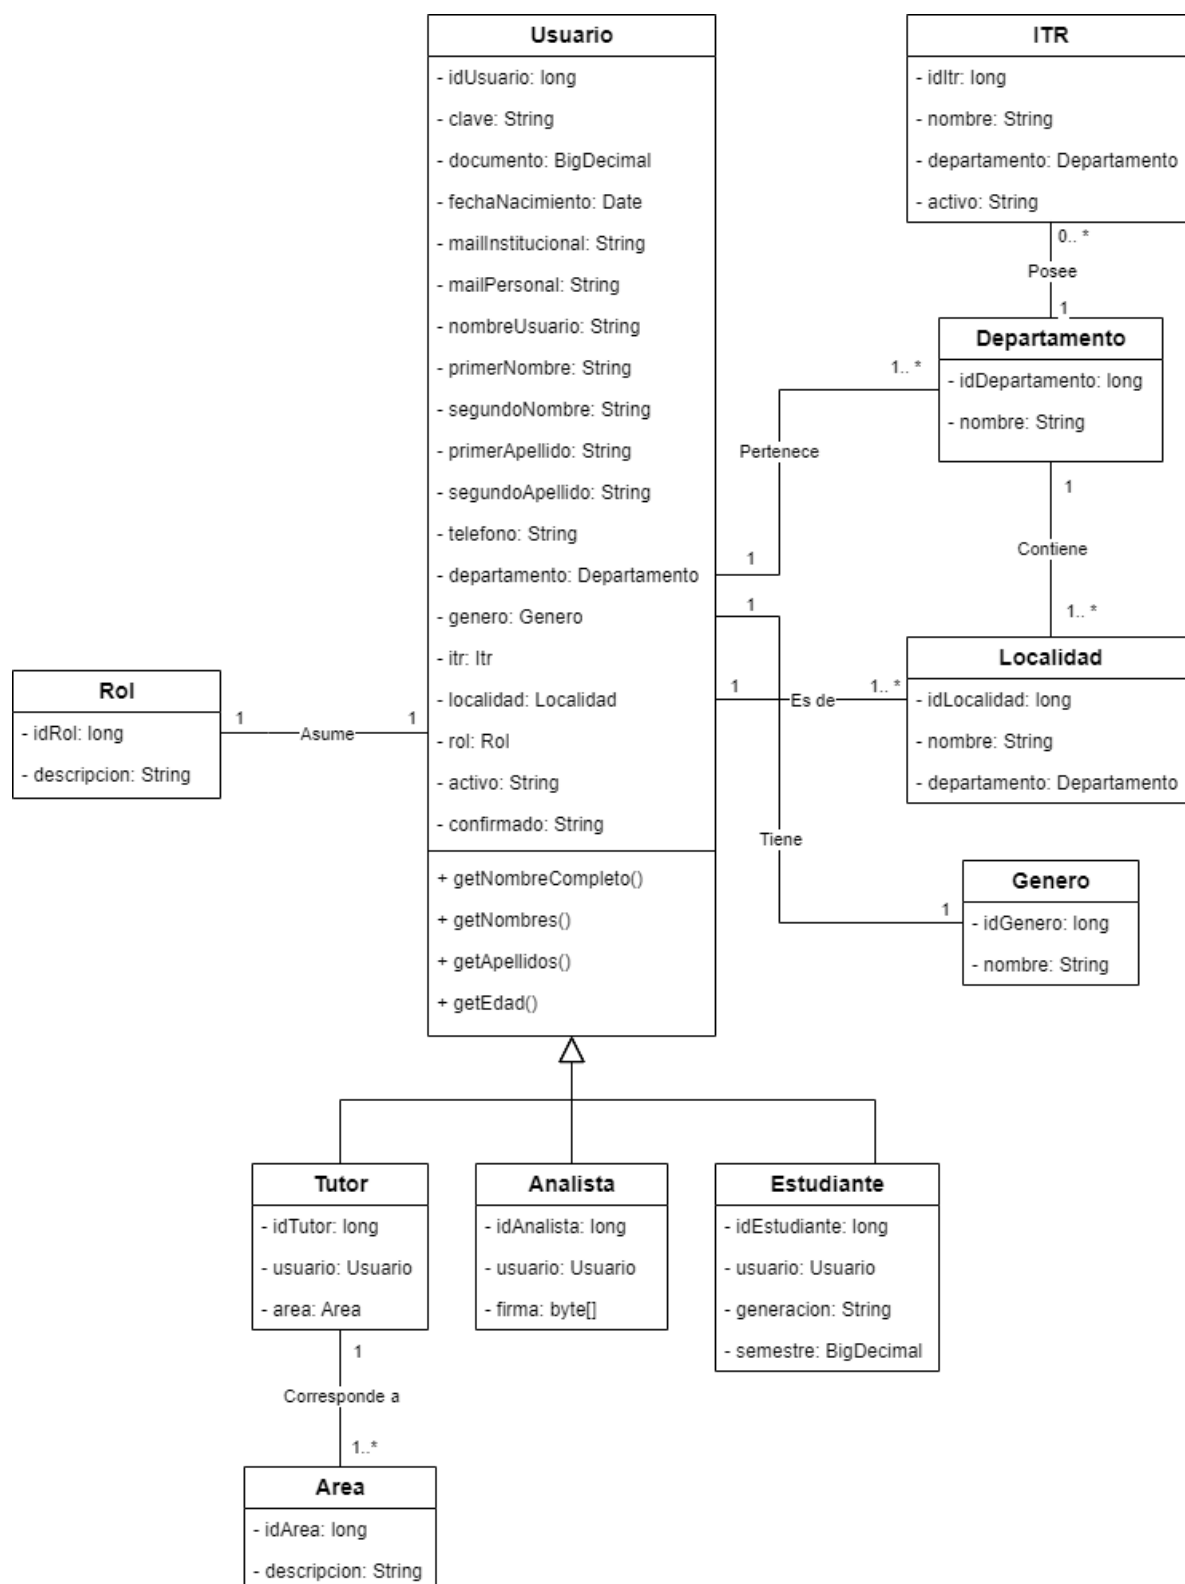 Usuario
- idUsuario: long
- clave: String
- documento: BigDecimal
- fechaNacimiento: Date
- mailInstitucional: String
- mailPersonal: String
- nombreUsuario: String
- primerNombre: String
- segundoNombre: String
- primerApellido: String
- segundoApellido: String
- telefono: String
- departamento: Departamento
- genero: Genero
- itr: Itr
- localidad: Localidad
- rol: Rol
- activo: String
- confirmado: String
+ getNombreCompleto()
+ getNombres()
+ getApellidos()
+ getEdad()
ITR
- idItr: long
- nombre: String
- departamento: Departamento
- activo: String
0.. *
Posee
1
Departamento
- idDepartamento: long
- nombre: String
1.. *
Pertenece
1
1
Contiene
1.. *
Localidad
- idLocalidad: long
- nombre: String
- departamento: Departamento
1
Es de
1.. *
1
Tiene
1
Genero
- idGenero: long
- nombre: String
Rol
- idRol: long
- descripcion: String
1
Asume
1
Tutor
- idTutor: long
- usuario: Usuario
- area: Area
Analista
- idAnalista: long
- usuario: Usuario
- firma: byte[]
Estudiante
- idEstudiante: long
- usuario: Usuario
- generacion: String
- semestre: BigDecimal
1
Corresponde a
1..*
Area
- idArea: long
- descripcion: String